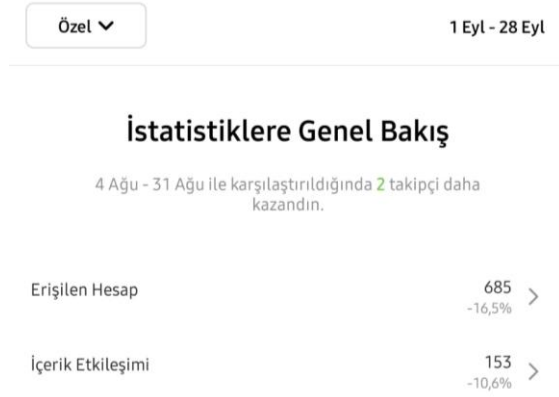 Özel
1 Eyl - 28 Eyl
İstatistiklere Genel Bakış
4 Ağu - 31 Ağu ile karşılaştırıldığında 2 takipçi daha
kazandın.
Erişilen Hesap
685
-16,5%
İçerik Etkileşimi
153
-10,6%